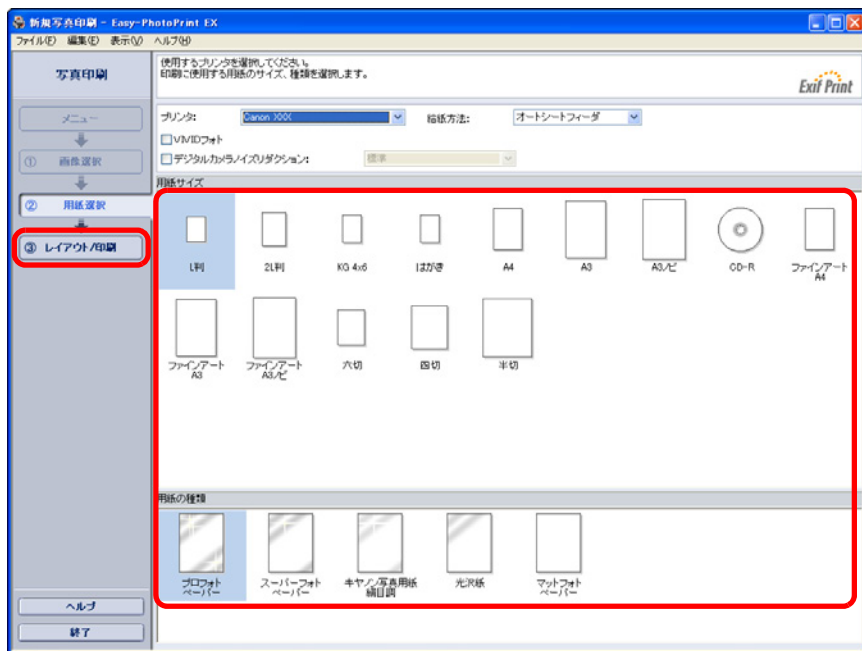 新規写真印刷 - Easy-PhotoPrint EX
ファイル(F) 編集(E) 表示(V) ヘルプ(H)
写真印刷
使用するプリンタを選択してください。
印刷に使用する用紙のサイズ、種類を選択します。
Exif Print
メニュー
① 画像選択
② 用紙選択
③ レイアウト/印刷
プリンタ: Canon XXX 給紙方法: オートシートフィーダ
VIVIDフォト
デジタルカメラノイズリダクション: 標準
用紙サイズ
L判 2L判 KG 4x6 はがき A4 A3 A3ノビ CD-R ファインアート
A4
ファインアート
A3
ファインアート
A3ノビ
六切 四切 半切
用紙の種類
プロフォト
ペーパー
スーパーフォト
ペーパー
キヤノン写真用紙
絹目調
光沢紙
マットフォト
ペーパー
ヘルプ
終了